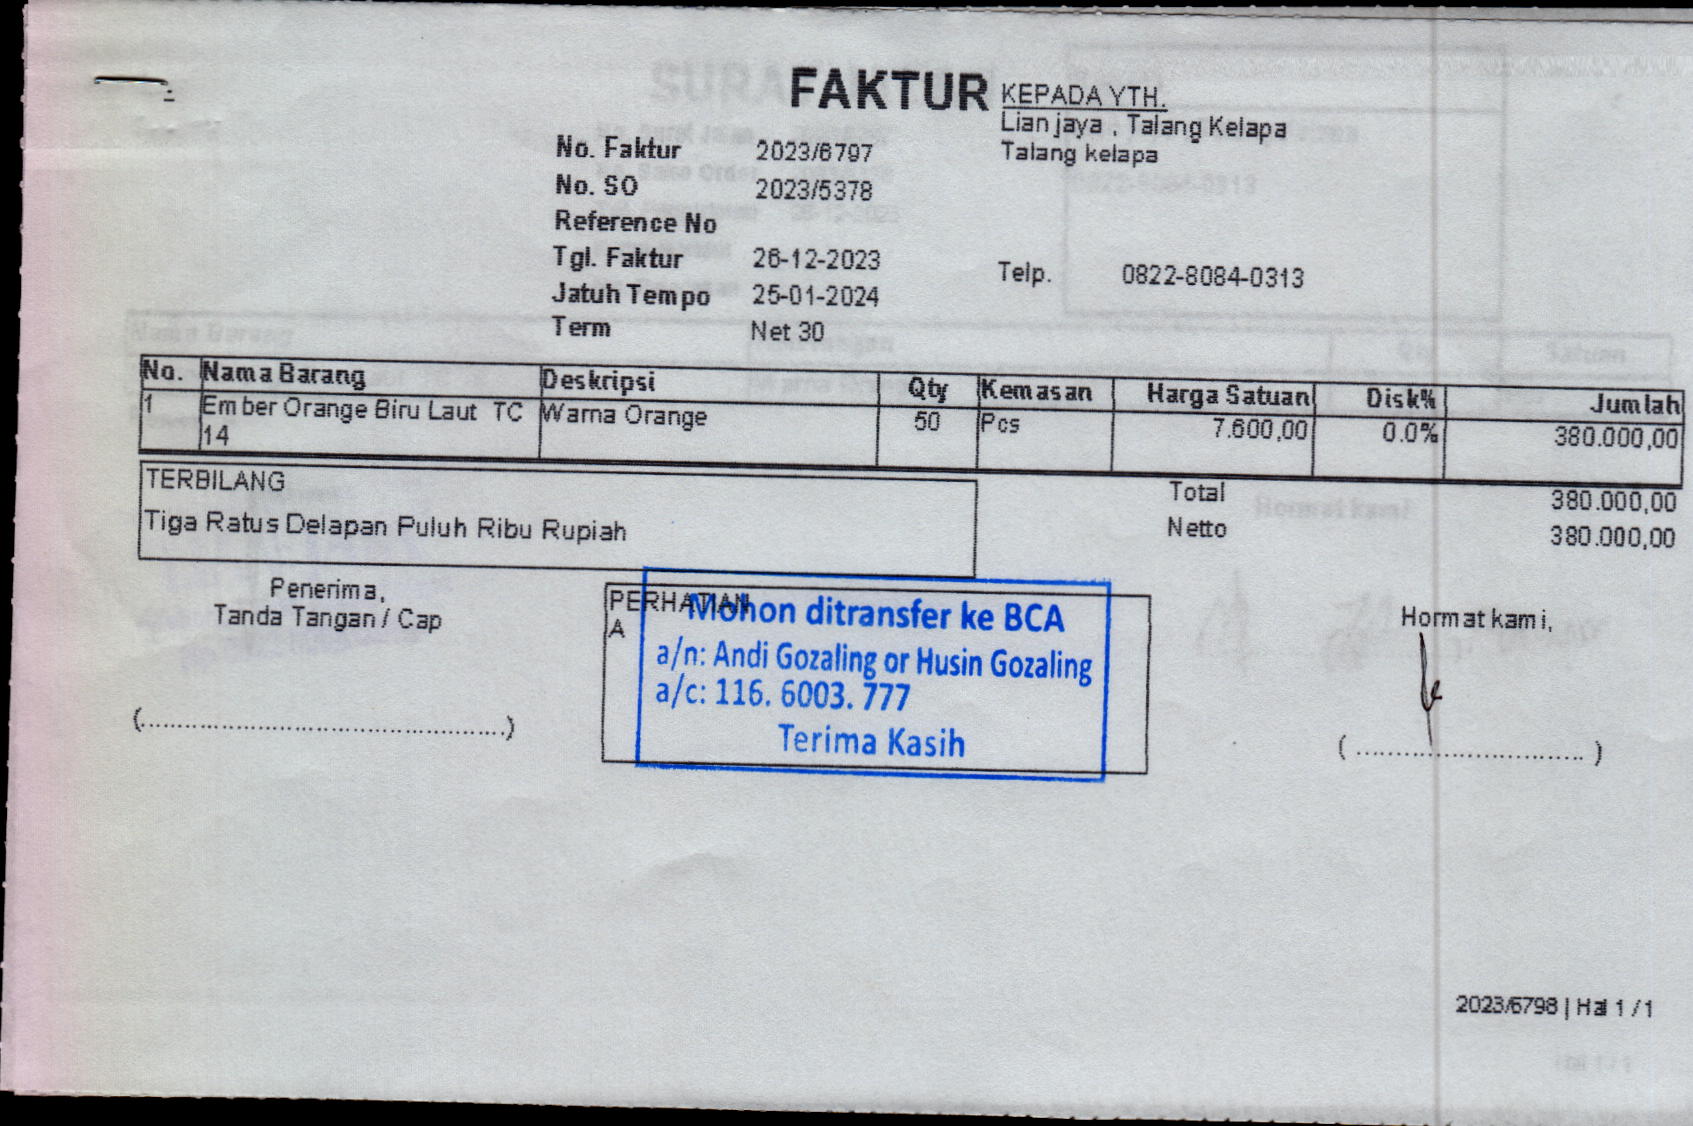 FAKTUR
KEPADA YTH.
Lian jaya , Talang Kelapa
Talang kelapa
No. Faktur 2023/6797
No. SO 2023/5378
Reference No
Tgl. Faktur 26-12-2023
Jatuh Tempo 25-01-2024
Term Net 30
Telp. 0822-8084-0313
No. Nama Barang Deskripsi Qty Kemasan Harga Satuan Disk% Jumlah
1 Ember Orange Biru Laut TC Warna Orange 50 Pcs 7.600,00 0.0% 380.000,00
14
TERBILANG
Tiga Ratus Delapan Puluh Ribu Rupiah
Total 380.000,00
Netto 380.000,00
Penerima,
Tanda Tangan / Cap
(................................................)
PERHATIAN
A
Mohon ditransfer ke BCA
a/n: Andi Gozaling or Husin Gozaling
a/c: 116. 6003. 777
Terima Kasih
Hormat kami,
( .............................. )
2023/6798 | Hal 1 / 1